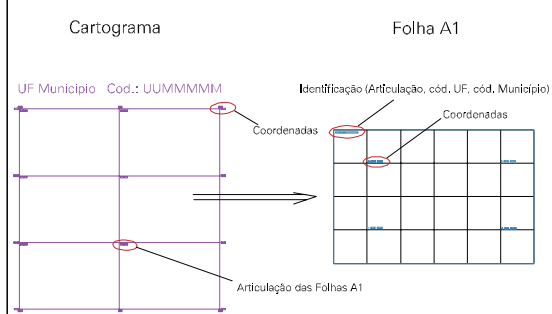 Cartograma
Folha A1
UF Município Cod.: UUMMMMM
Identificação (Articulação, cód. UF, cód. Município)
Coordenadas
Coordenadas
Articulação das Folhas A1